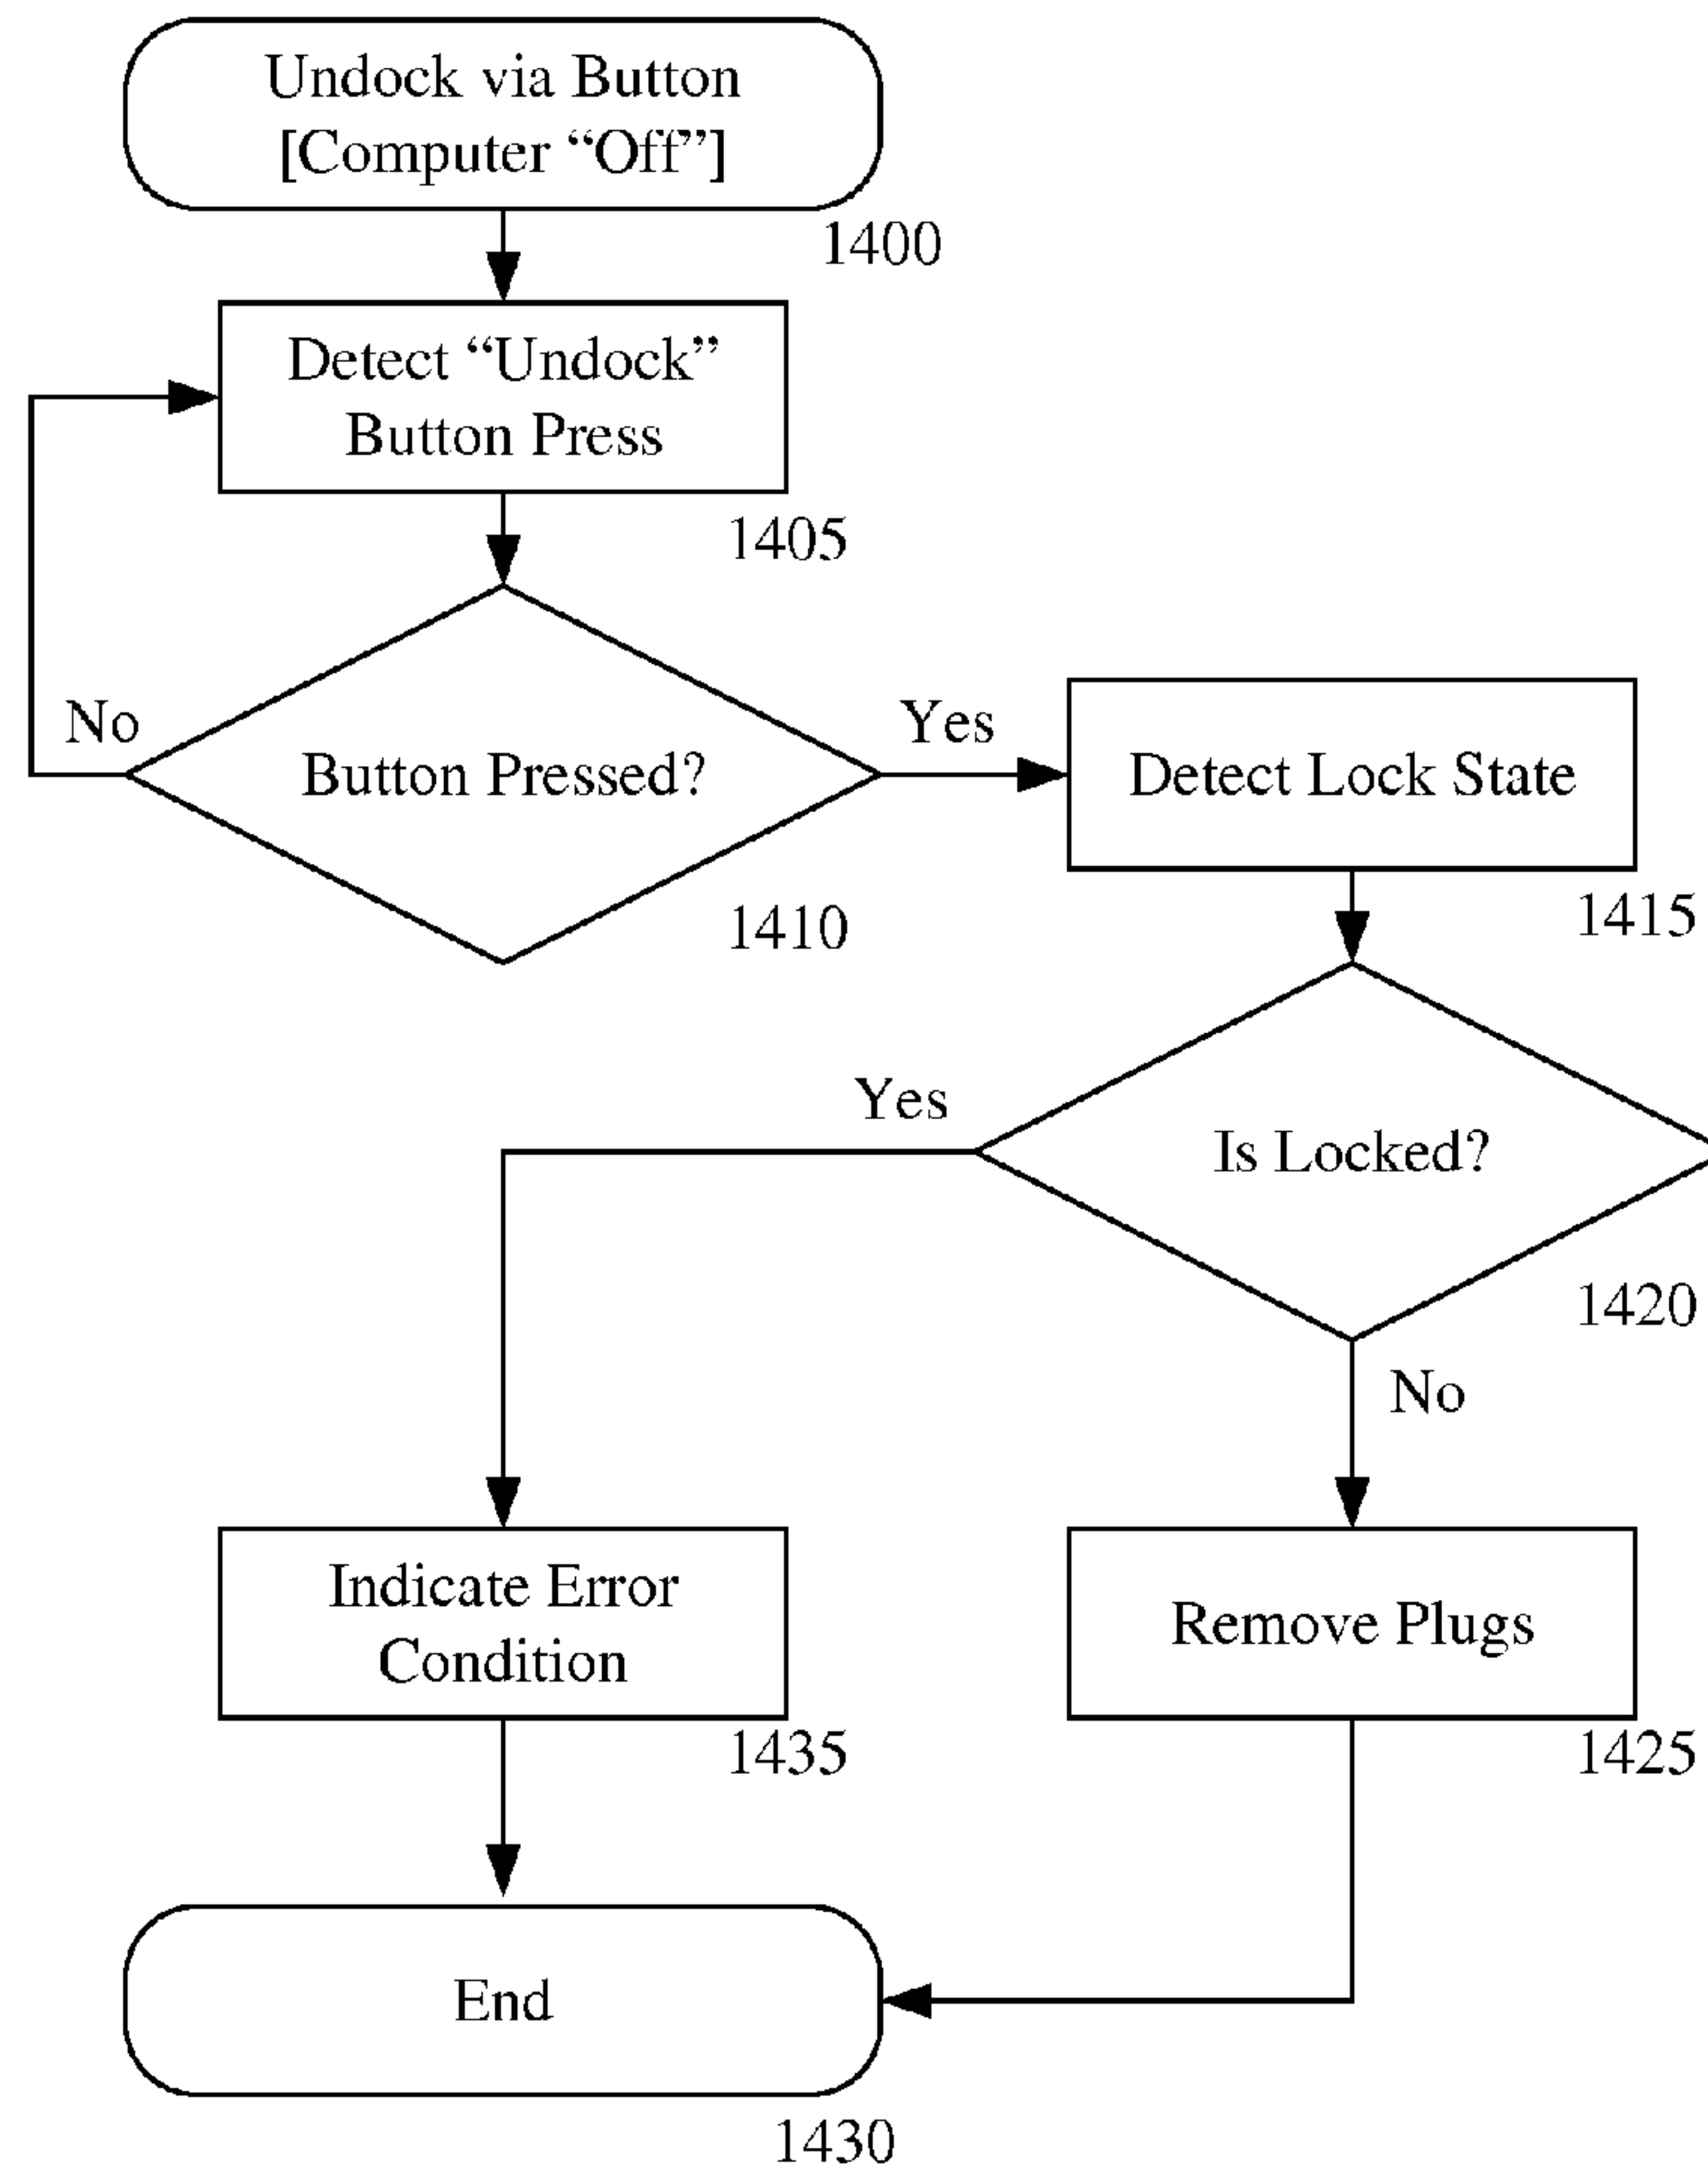 Undock via Button
[Computer “Off”]
1400
Detect “Undock”
Button Press
1405
No
Button Pressed?
Yes
1410
Detect Lock State
1415
Yes
Is Locked?
1420
No
Indicate Error
Condition
1435
Remove Plugs
1425
End
1430